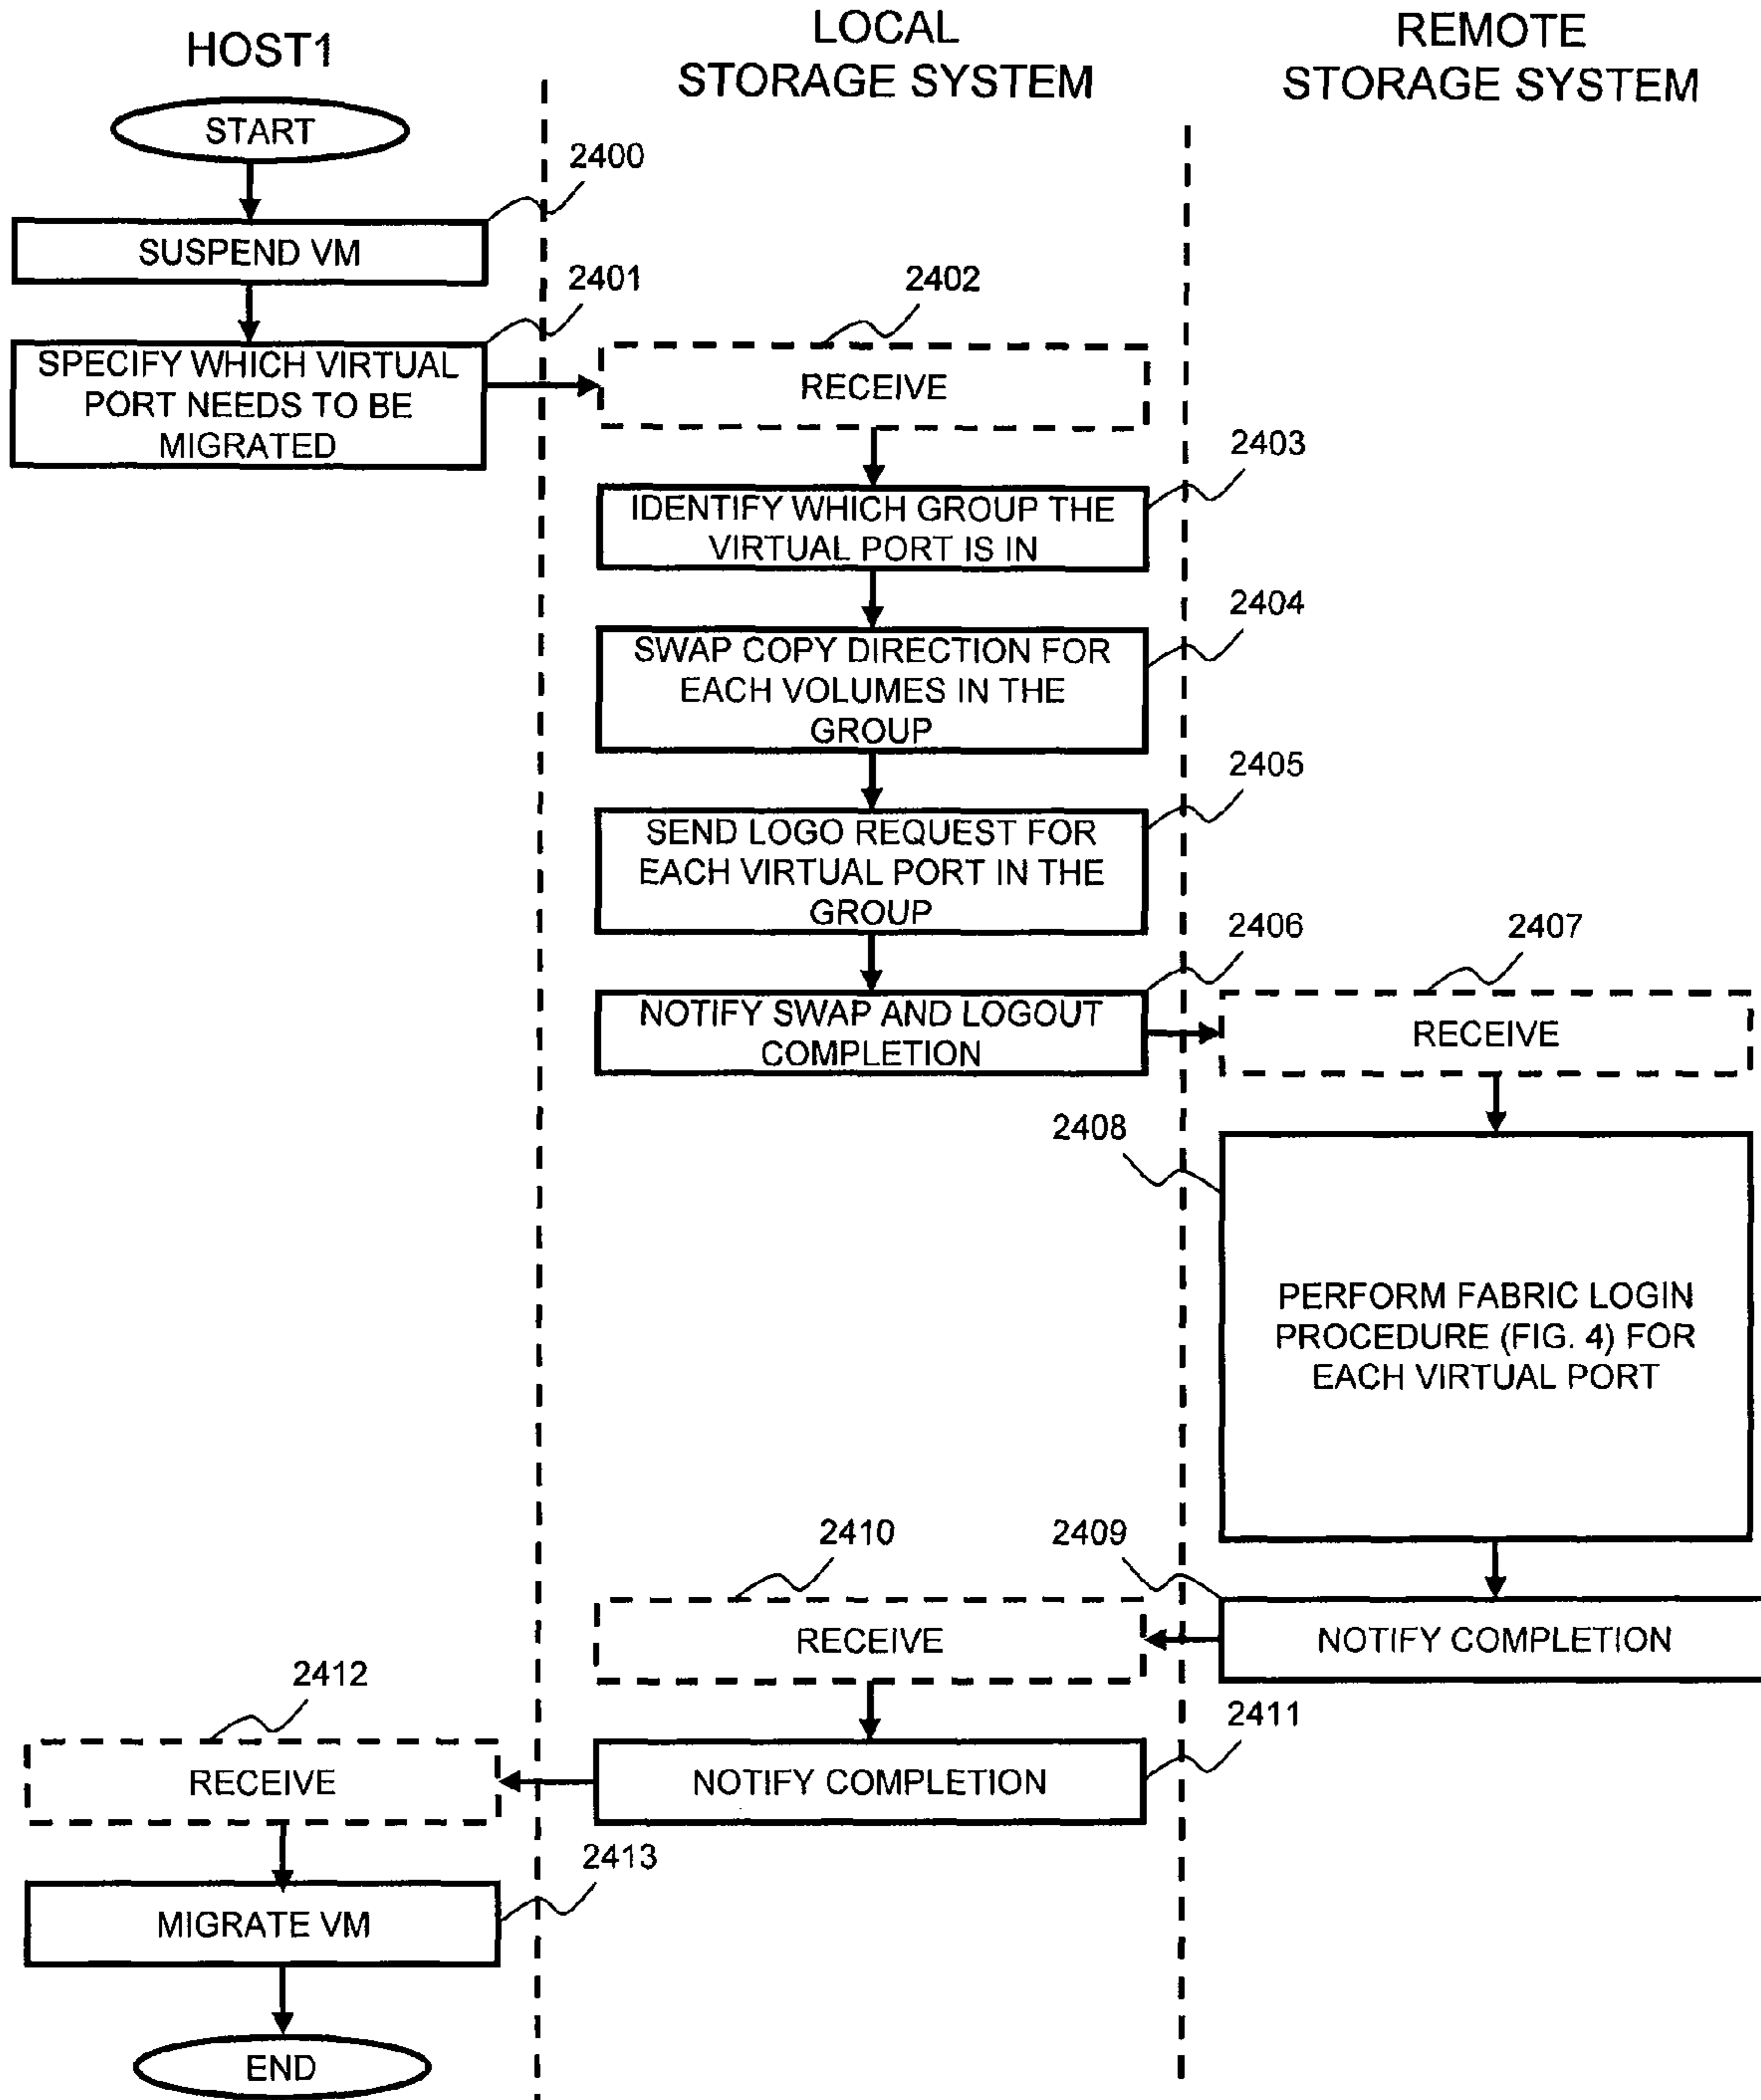 HOST1
LOCAL
STORAGE SYSTEM
REMOTE
STORAGE SYSTEM
START
2400
SUSPEND VM
2401
SPECIFY WHICH VIRTUAL
PORT NEEDS TO BE
MIGRATED
2402
RECEIVE
2403
IDENTIFY WHICH GROUP THE
VIRTUAL PORT IS IN
2404
SWAP COPY DIRECTION FOR
EACH VOLUMES IN THE
GROUP
2405
SEND LOGO REQUEST FOR
EACH VIRTUAL PORT IN THE
GROUP
2406
NOTIFY SWAP AND LOGOUT
COMPLETION
2407
RECEIVE
2408
PERFORM FABRIC LOGIN
PROCEDURE (FIG. 4) FOR
EACH VIRTUAL PORT
2409
NOTIFY COMPLETION
2410
RECEIVE
2411
NOTIFY COMPLETION
2412
RECEIVE
2413
MIGRATE VM
END